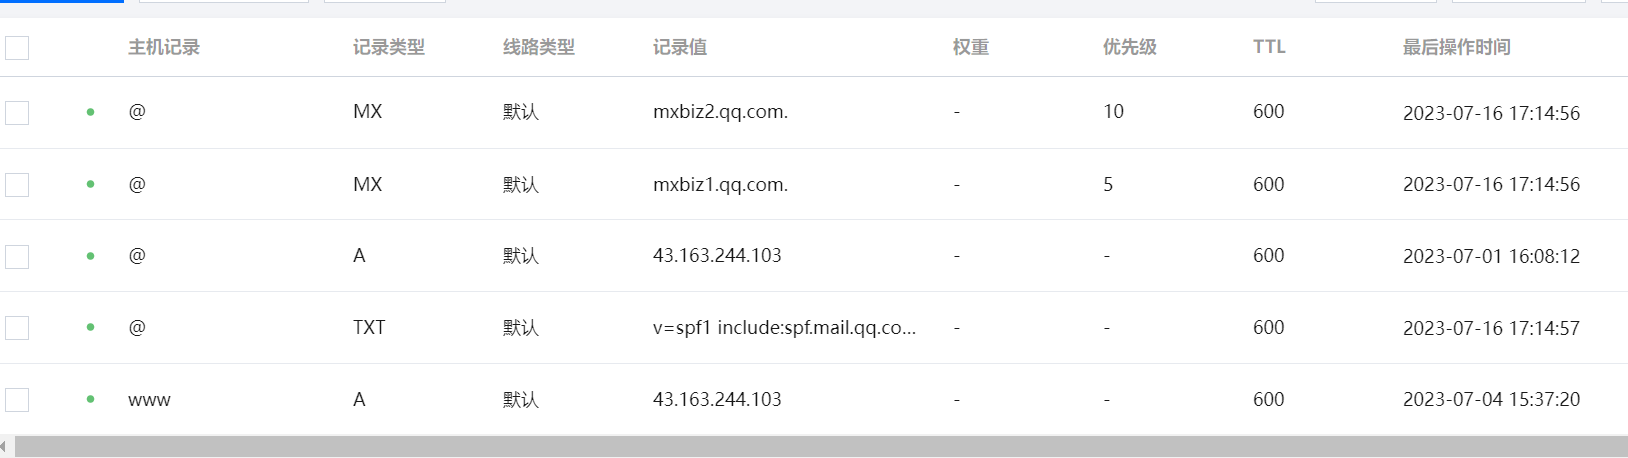 主机记录 记录类型 线路类型 记录值 权重 优先级 TTL 最后操作时间
@ MX 默认 mxbiz2.qq.com. - 10 600 2023-07-16 17:14:56
@ MX 默认 mxbiz1.qq.com. - 5 600 2023-07-16 17:14:56
@ A 默认 43.163.244.103 - - 600 2023-07-01 16:08:12
@ TXT 默认 v=spf1 include:spf.mail.qq.co... - - 600 2023-07-16 17:14:57
www A 默认 43.163.244.103 - - 600 2023-07-04 15:37:20